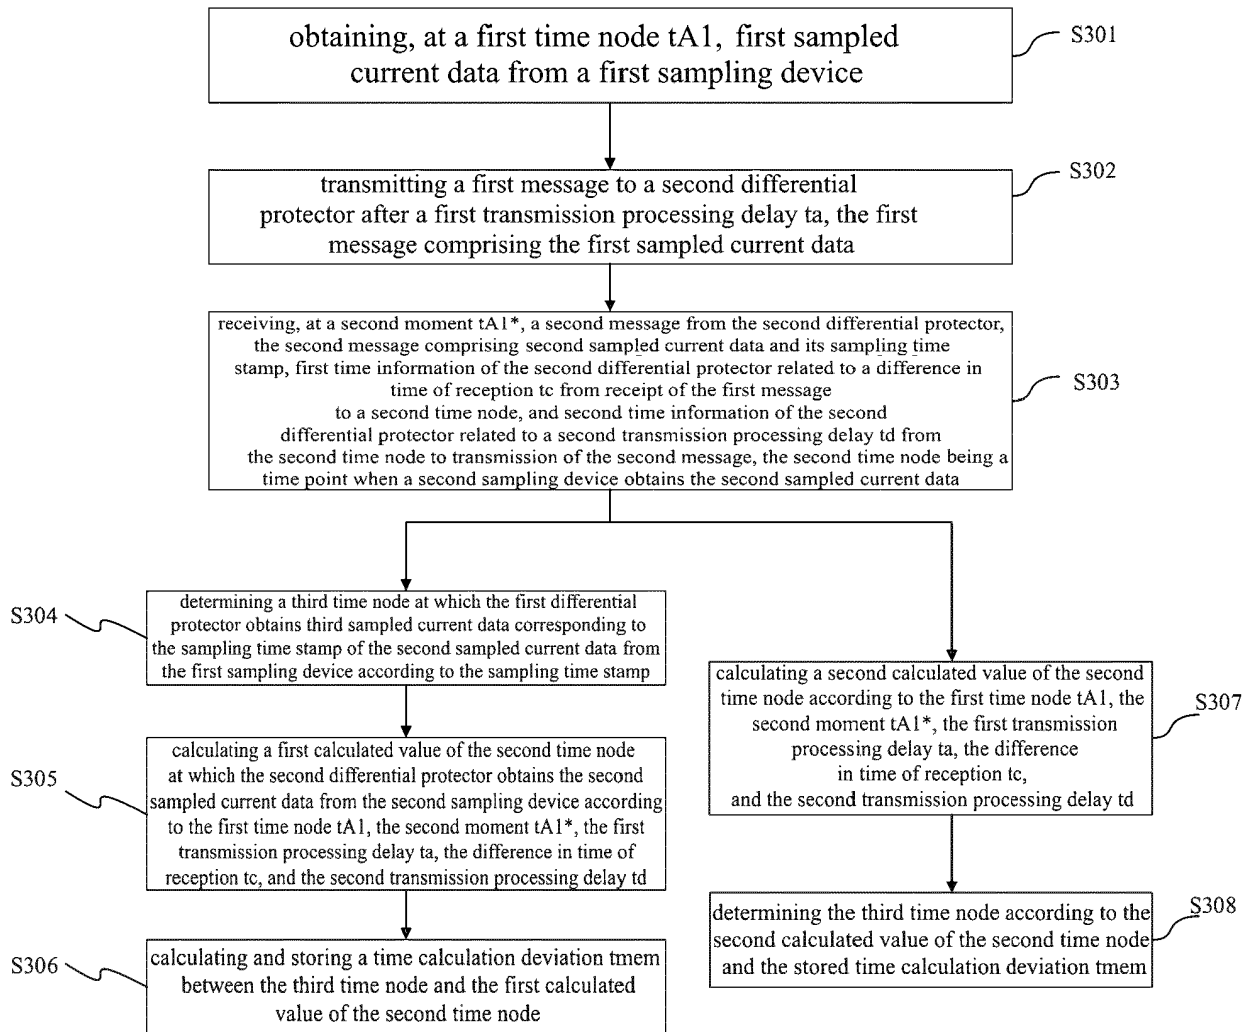 obtaining, at a first time node tA1, first sampled
current data from a first sampling device
S301
transmitting a first message to a second differential
protector after a first transmission processing delay ta, the first
message comprising the first sampled current data
S302
receiving, at a second moment tA1*, a second message from the second differential protector,
the second message comprising second sampled current data and its sampling time
stamp, first time information of the second differential protector related to a difference in
time of reception tc from receipt of the first message
to a second time node, and second time information of the second
differential protector related to a second transmission processing delay td from
the second time node to transmission of the second message, the second time node being a
time point when a second sampling device obtains the second sampled current data
S303
S304
determining a third time node at which the first differential
protector obtains third sampled current data corresponding to
the sampling time stamp of the second sampled current data from
the first sampling device according to the sampling time stamp
S305
calculating a first calculated value of the second time node
at which the second differential protector obtains the second
sampled current data from the second sampling device according
to the first time node tA1, the second moment tA1*, the first
transmission processing delay ta, the difference in time of
reception tc, and the second transmission processing delay td
S306
calculating and storing a time calculation deviation tmem
between the third time node and the first calculated
value of the second time node
calculating a second calculated value of the second
time node according to the first time node tA1, the
second moment tA1*, the first transmission
processing delay ta, the difference
in time of reception tc,
and the second transmission processing delay td
S307
determining the third time node according to the
second calculated value of the second time node
and the stored time calculation deviation tmem
S308